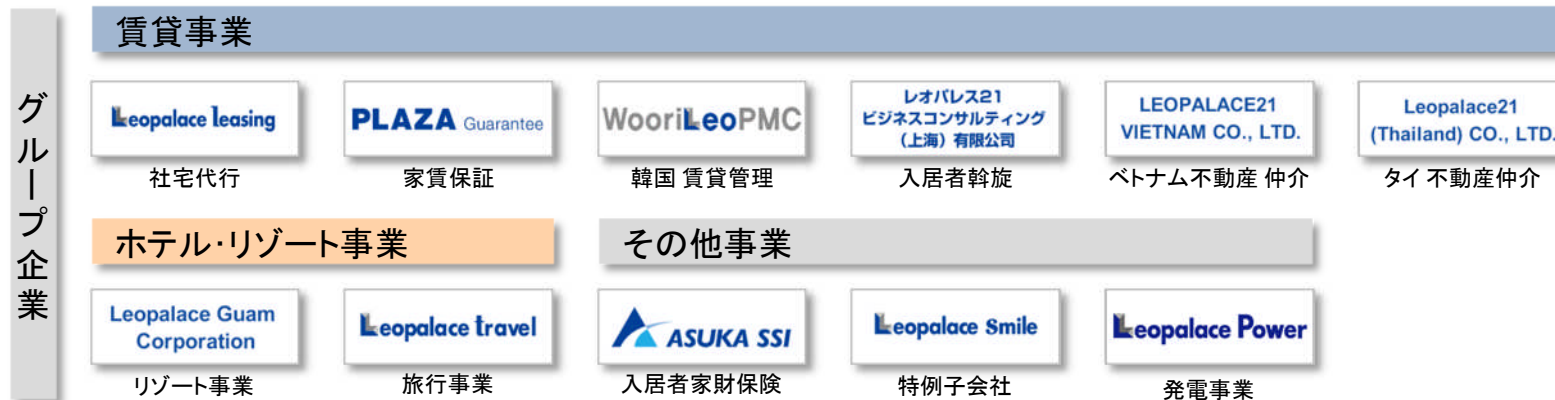 グループ企業
賃貸事業
Leopalace leasing
社宅代行
PLAZA Guarantee
家賃保証
WooriLeoPMC
韓国 賃貸管理
レオパレス21
ビジネスコンサルティング
（上海）有限公司
入居者斡旋
LEOPALACE21
VIETNAM CO., LTD.
ベトナム不動産 仲介
Leopalace21
(Thailand) CO., LTD.
タイ 不動産仲介
ホテル・リゾート事業
Leopalace Guam
Corporation
リゾート事業
Leopalace travel
旅行事業
その他事業
ASUKA SSI
入居者家財保険
Leopalace Smile
特例子会社
Leopalace Power
発電事業